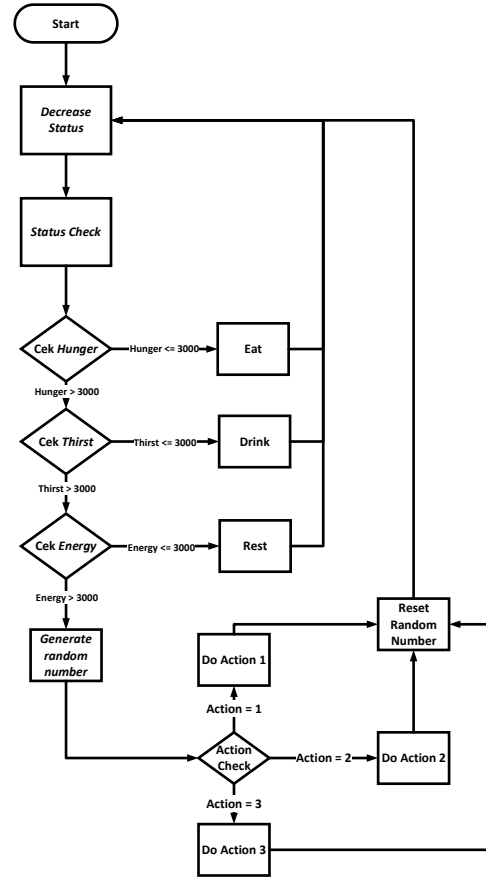 Start
Decrease
Status
Status Check
Cek Hunger
Hunger <= 3000
Eat
Hunger > 3000
Cek Thirst
Thirst <= 3000
Drink
Thirst > 3000
Cek Energy
Energy <= 3000
Rest
Energy > 3000
Generate
random
number
Reset
Random
Number
Do Action 1
Action = 1
Action
Check
Action = 2
Do Action 2
Action = 3
Do Action 3